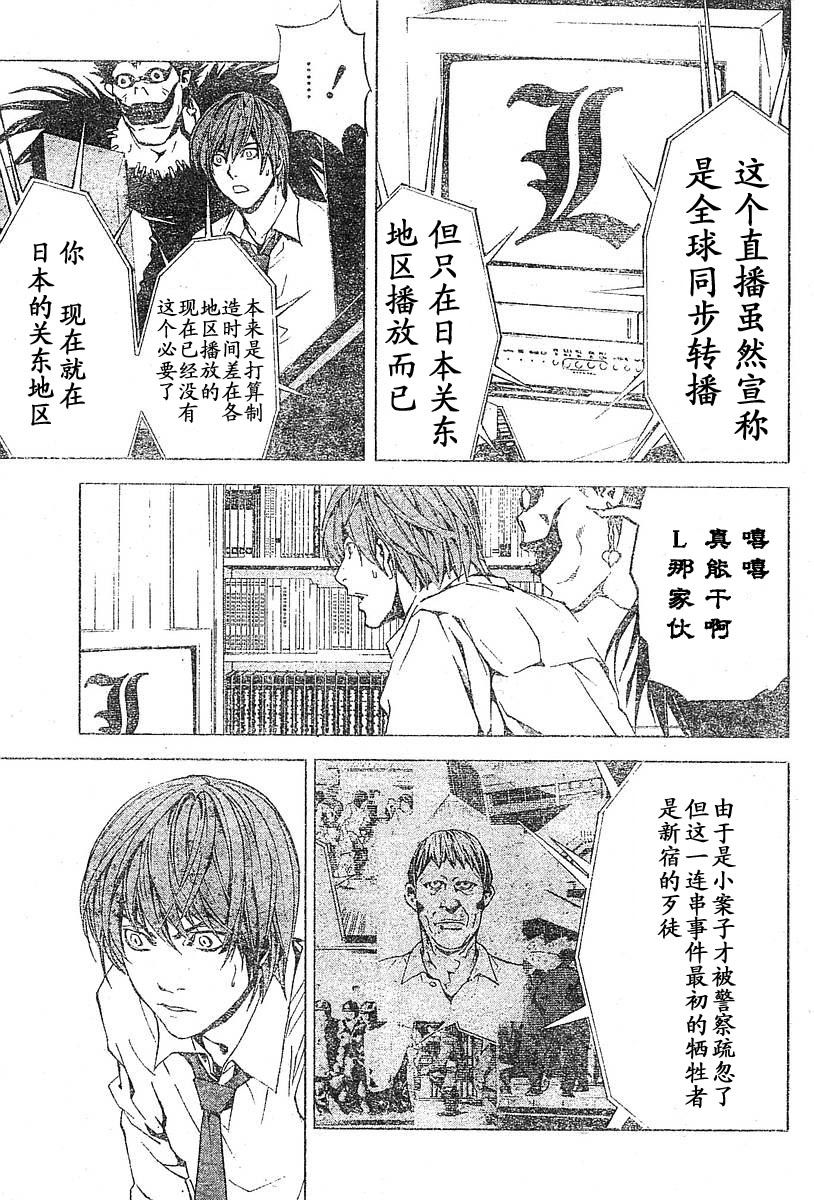 L
这个直播虽然宣称
是全球同步转播
但只在日本关东
地区播放而已
……！
本来是打算制
造时间差在各
地区播放的
现在已经没有
这个必要了
你 现在就在
日本的关东地区
嘻嘻
真能干啊
L那家伙
L
由于是小案子才被警察疏忽了
但这一连串事件最初的牺牲者
是新宿的歹徒